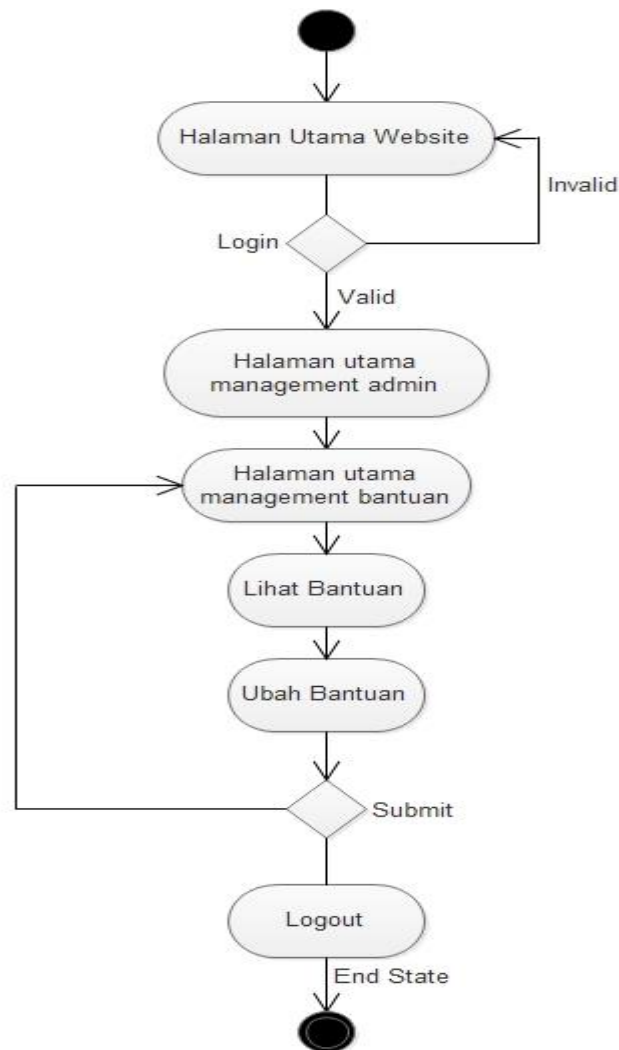 Halaman Utama Website
Invalid
Login
Valid
Halaman utama
management admin
Halaman utama
management bantuan
Lihat Bantuan
Ubah Bantuan
Submit
Logout
End State